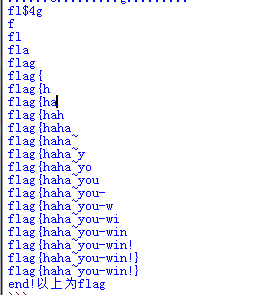 fl$4g
f
fl
fla
flag
flag{
flag{h
flag{ha
flag{hah
flag{haha
flag{haha~
flag{haha~y
flag{haha~yo
flag{haha~you
flag{haha~you-
flag{haha~you-w
flag{haha~you-wi
flag{haha~you-win
flag{haha~you-win!
flag{haha~you-win!}
flag{haha~you-win!}
end!以上为flag